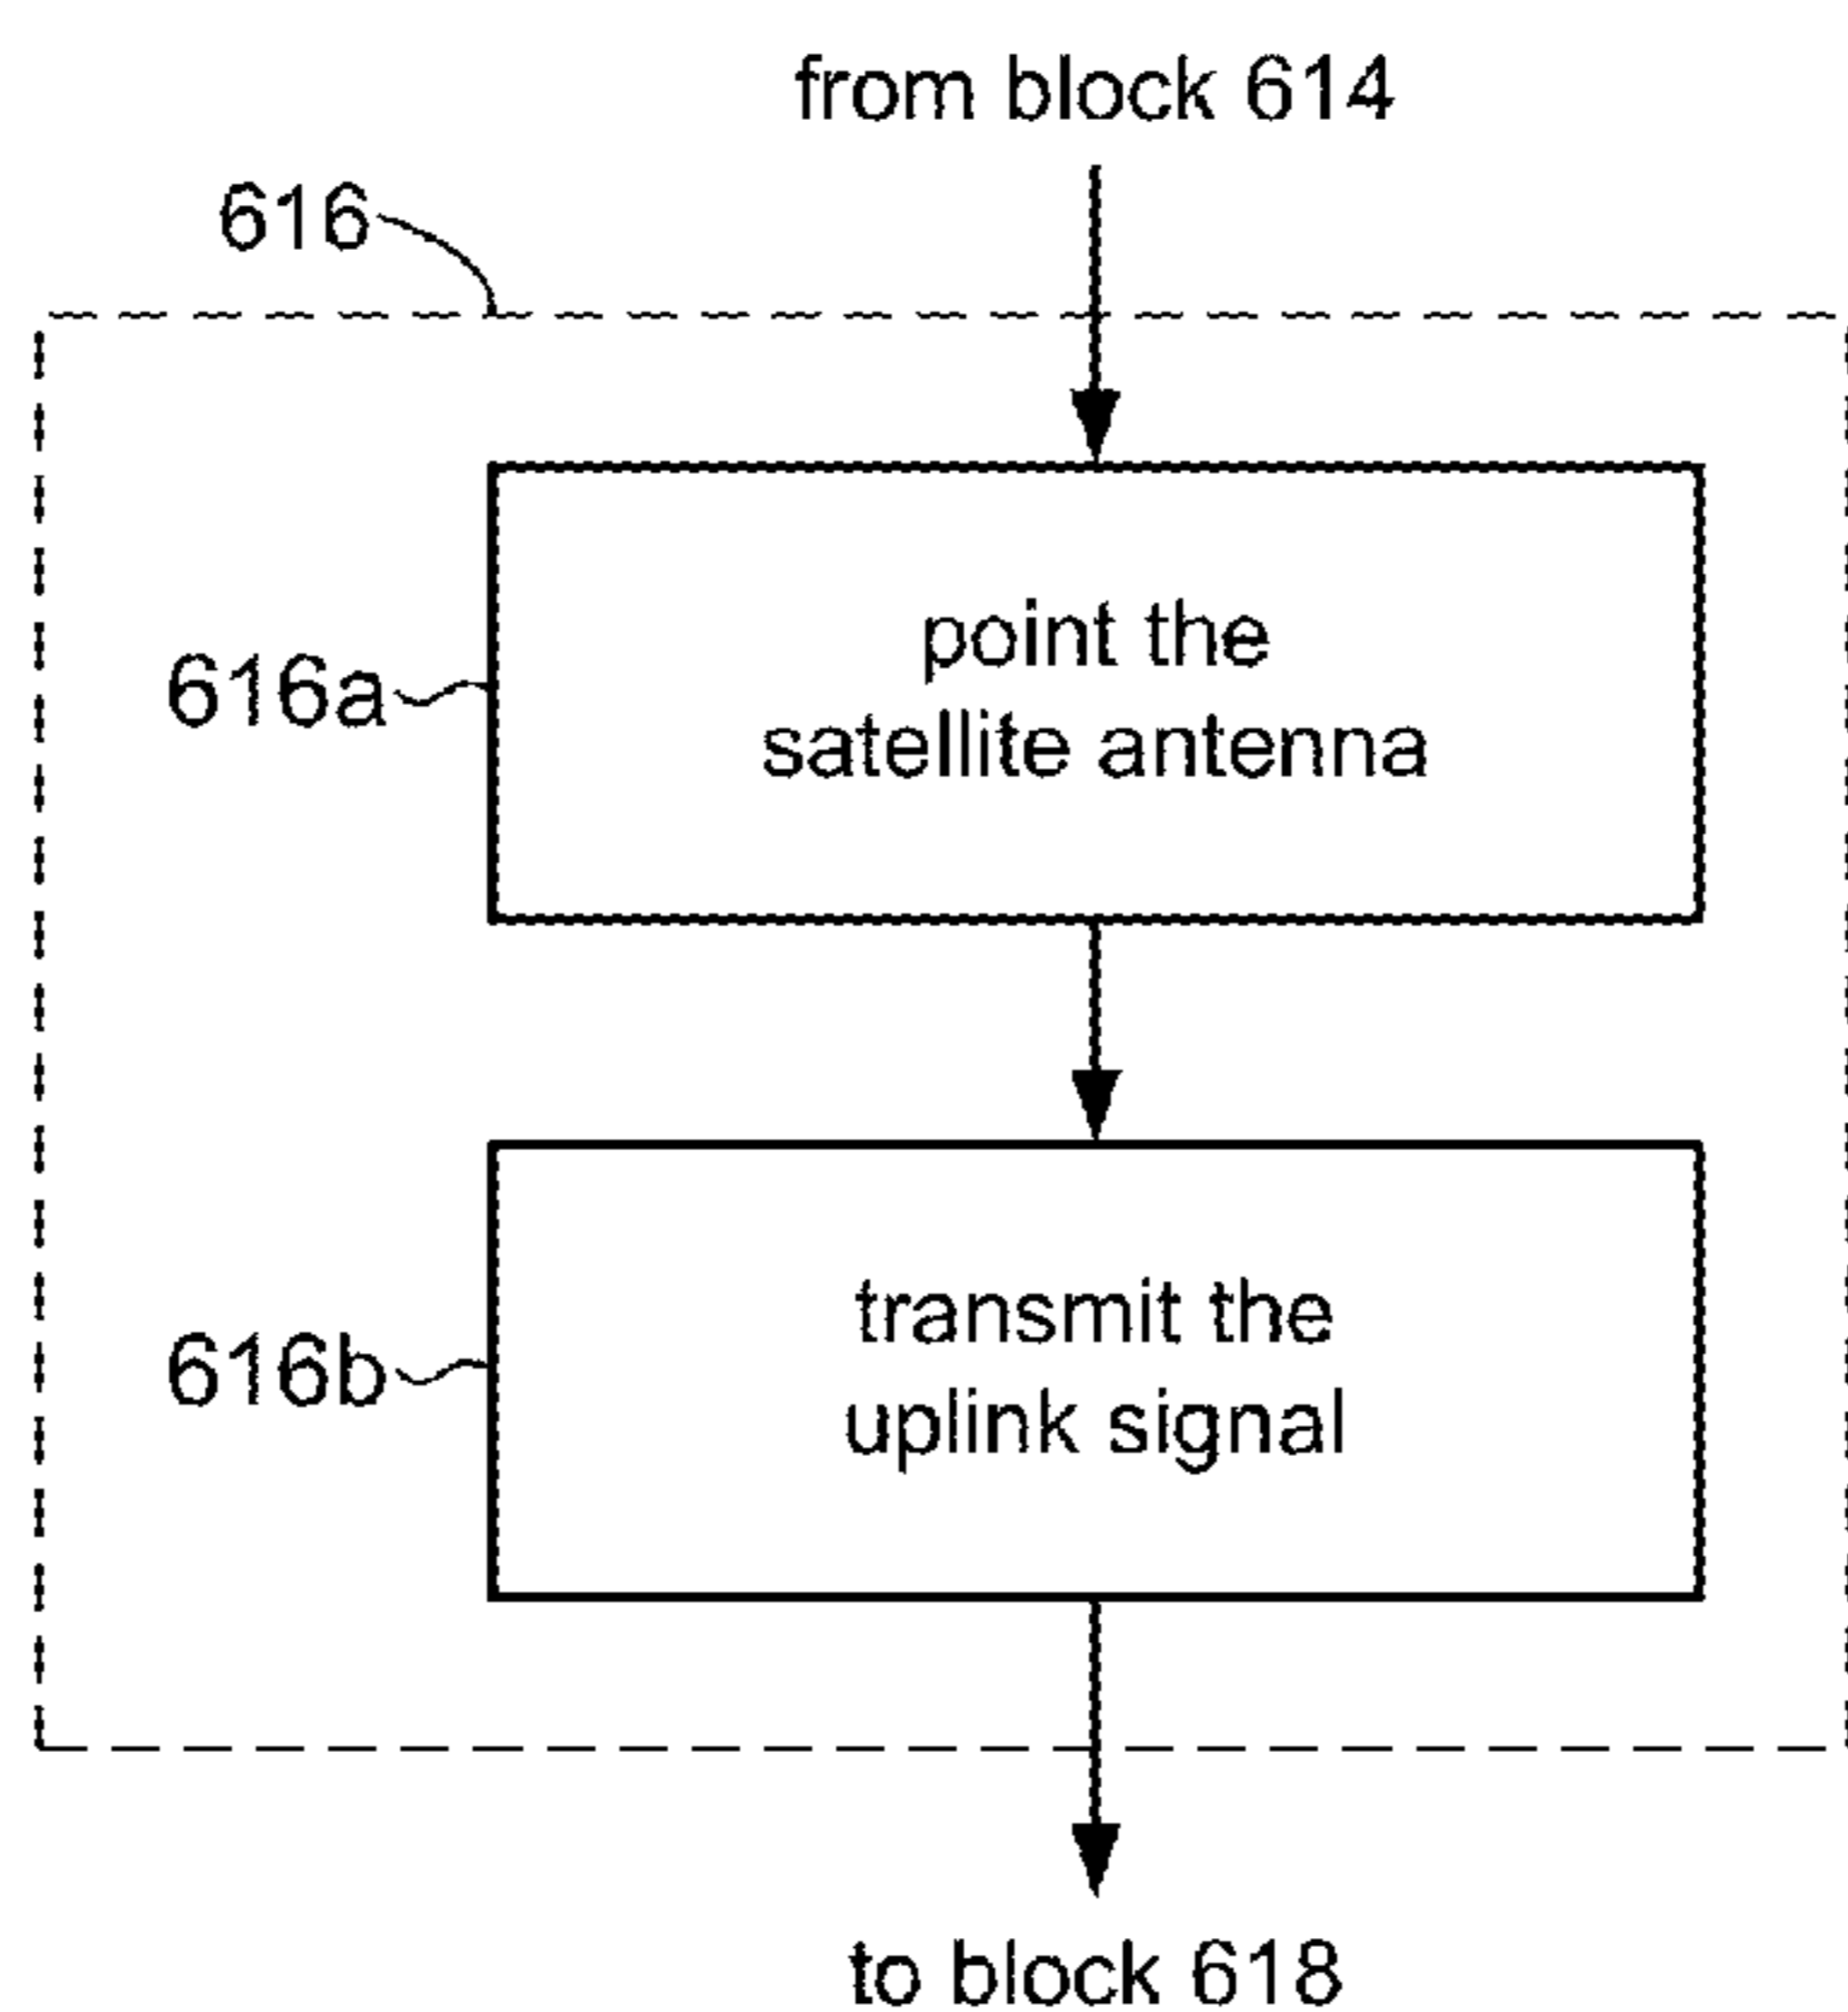 from block 614
616
616a
point the
satellite antenna
616b
transmit the
uplink signal
to block 618